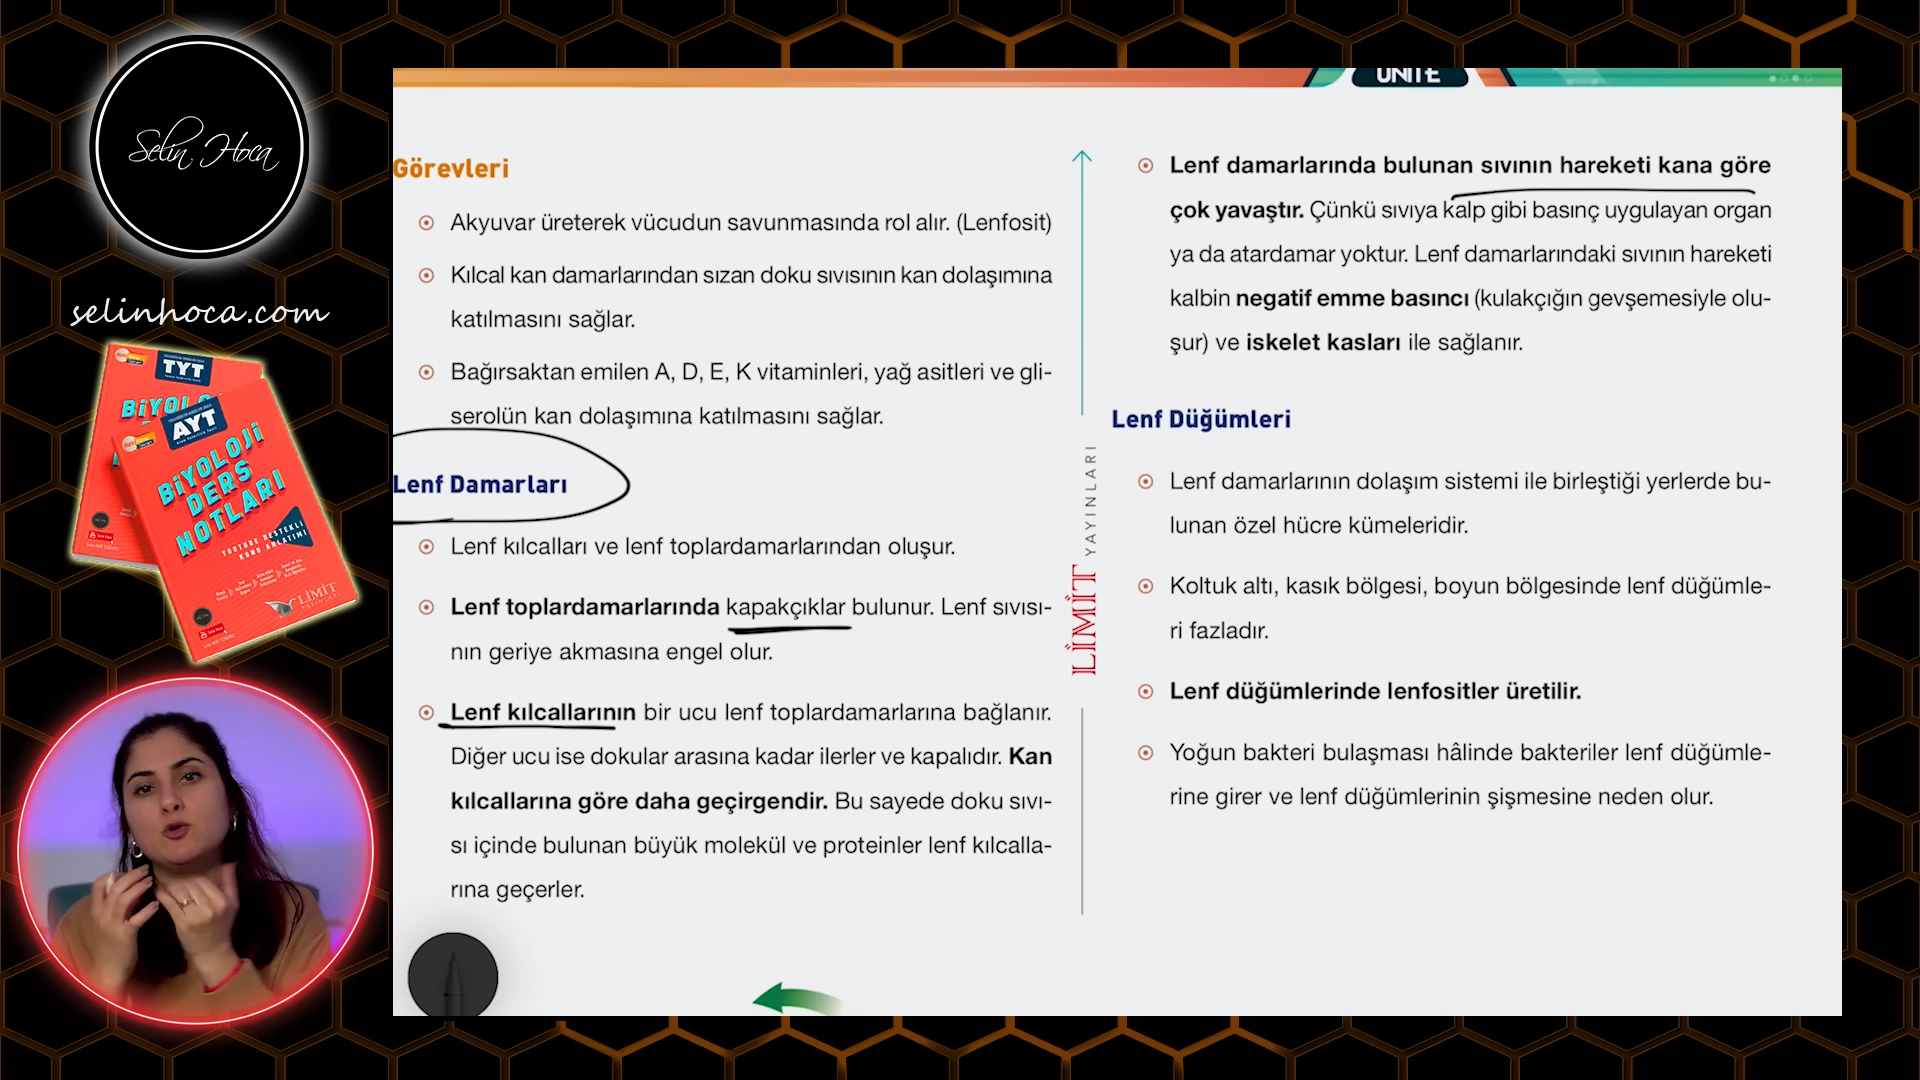 Selin Hoca
selinhoca.com
TYT
BİYOLOJİ
AYT
BİYOLOJİ
DERS
NOTLARI
YOUTUBE DESTEKLİ
KONU ANLATIMI
LİMİT
YAYINLARI
ÜNİTE
Görevleri
Akyuvar üreterek vücudun savunmasında rol alır. (Lenfosit)
Kılcal kan damarlarından sızan doku sıvısının kan dolaşımına
katılmasını sağlar.
Bağırsaktan emilen A, D, E, K vitaminleri, yağ asitleri ve gli-
serolün kan dolaşımına katılmasını sağlar.
Lenf Damarları
Lenf kılcalları ve lenf toplardamarlarından oluşur.
Lenf toplardamarlarında kapakçıklar bulunur. Lenf sıvısı-
nın geriye akmasına engel olur.
Lenf kılcallarının bir ucu lenf toplardamarlarına bağlanır.
Diğer ucu ise dokular arasına kadar ilerler ve kapalıdır. Kan
kılcallarına göre daha geçirgendir. Bu sayede doku sıvı-
sı içinde bulunan büyük molekül ve proteinler lenf kılcalla-
rına geçerler.
LİMİT YAYINLARI
Lenf damarlarında bulunan sıvının hareketi kana göre
çok yavaştır. Çünkü sıvıya kalp gibi basınç uygulayan organ
ya da atardamar yoktur. Lenf damarlarındaki sıvının hareketi
kalbin negatif emme basıncı (kulakçığın gevşemesiyle olu-
şur) ve iskelet kasları ile sağlanır.
Lenf Düğümleri
Lenf damarlarının dolaşım sistemi ile birleştiği yerlerde bu-
lunan özel hücre kümeleridir.
Koltuk altı, kasık bölgesi, boyun bölgesinde lenf düğümle-
ri fazladır.
Lenf düğümlerinde lenfositler üretilir.
Yoğun bakteri bulaşması hâlinde bakteriler lenf düğümle-
rine girer ve lenf düğümlerinin şişmesine neden olur.